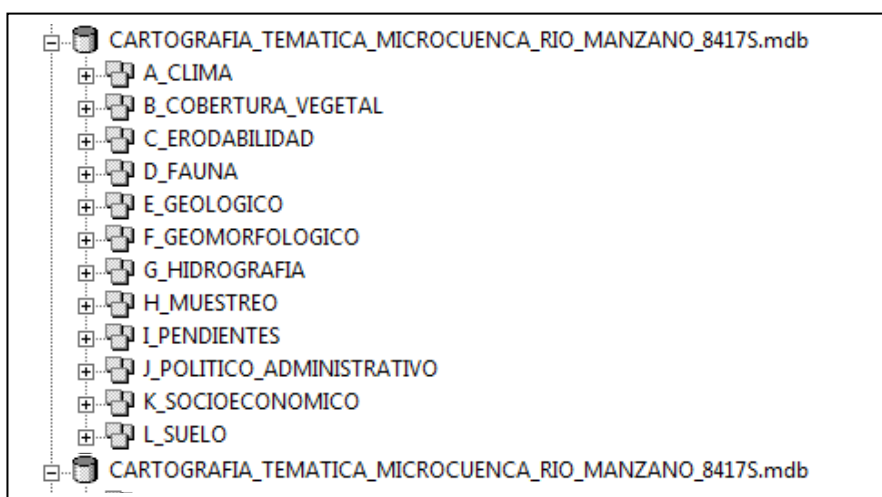 CARTOGRAFIA_TEMATICA_MICROCUENCA_RIO_MANZANO_8417S.mdb
A_CLIMA
B_COBERTURA_VEGETAL
C_ERODABILIDAD
D_FAUNA
E_GEOLOGICO
F_GEOMORFOLOGICO
G_HIDROGRAFIA
H_MUESTREO
I_PENDIENTES
J_POLITICO_ADMINISTRATIVO
K_SOCIOECONOMICO
L_SUELO
CARTOGRAFIA_TEMATICA_MICROCUENCA_RIO_MANZANO_8417S.mdb